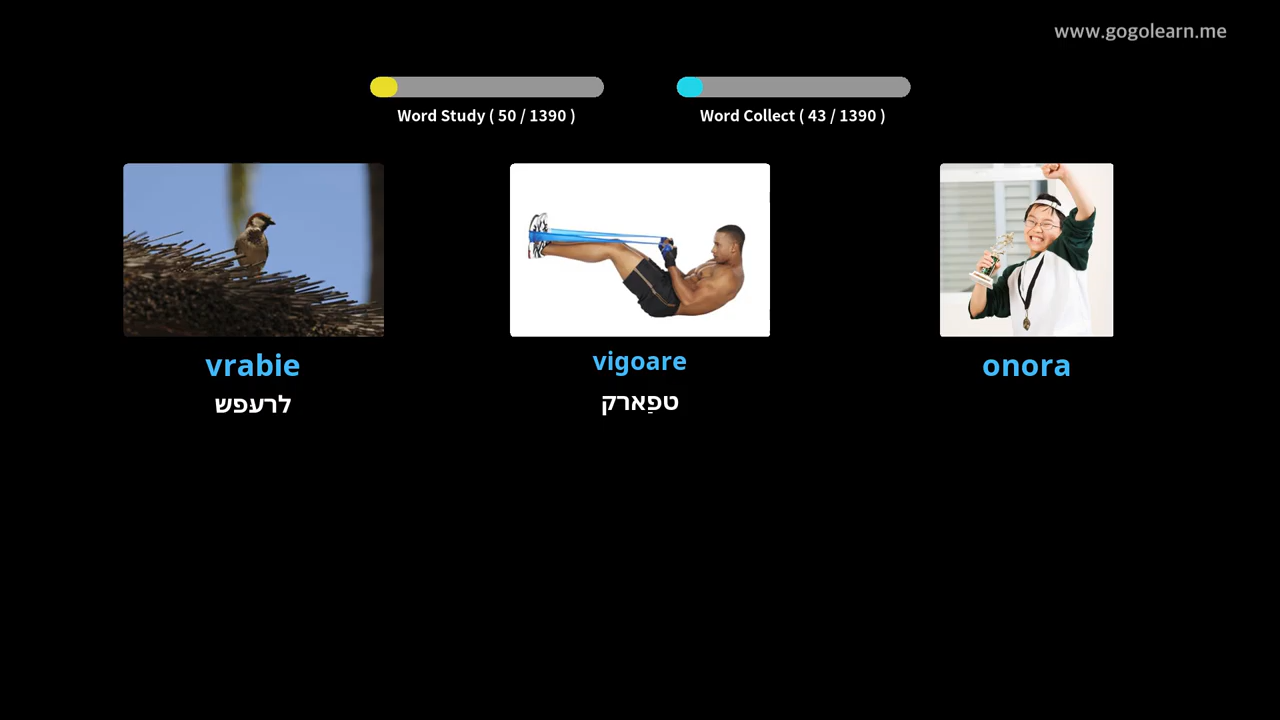 www.gogolearn.me
Word Study ( 50 / 1390 )
Word Collect ( 43 / 1390 )
vrabie
לרעפש
vigoare
טפַארק
onora